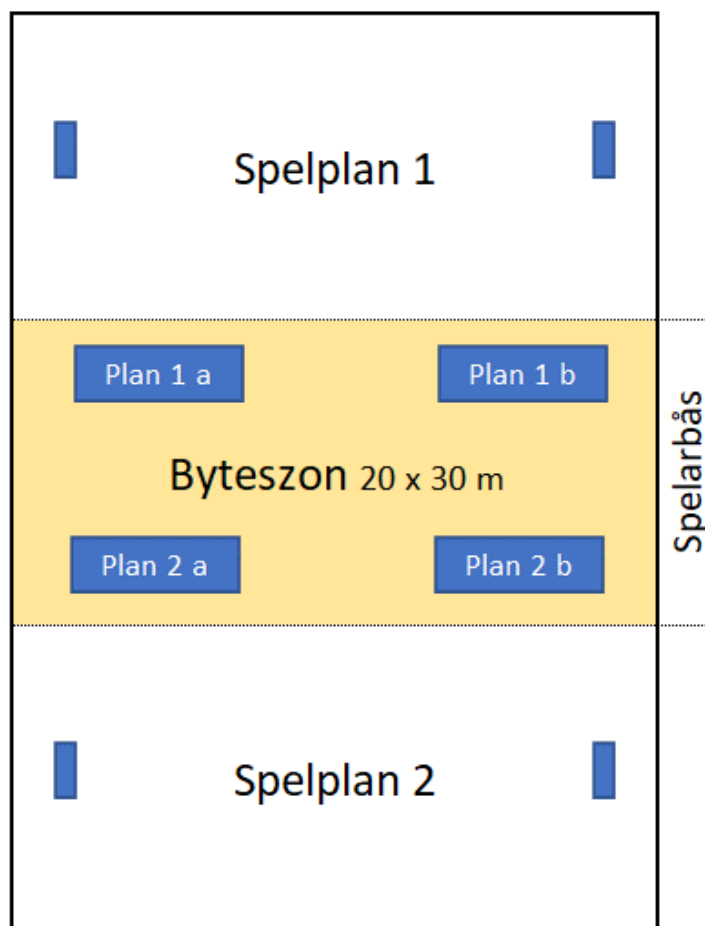 Spelplan 1
Plan 1 a
Plan 1 b
Byteszon 20 x 30 m
Spelarbås
Plan 2 a
Plan 2 b
Spelplan 2